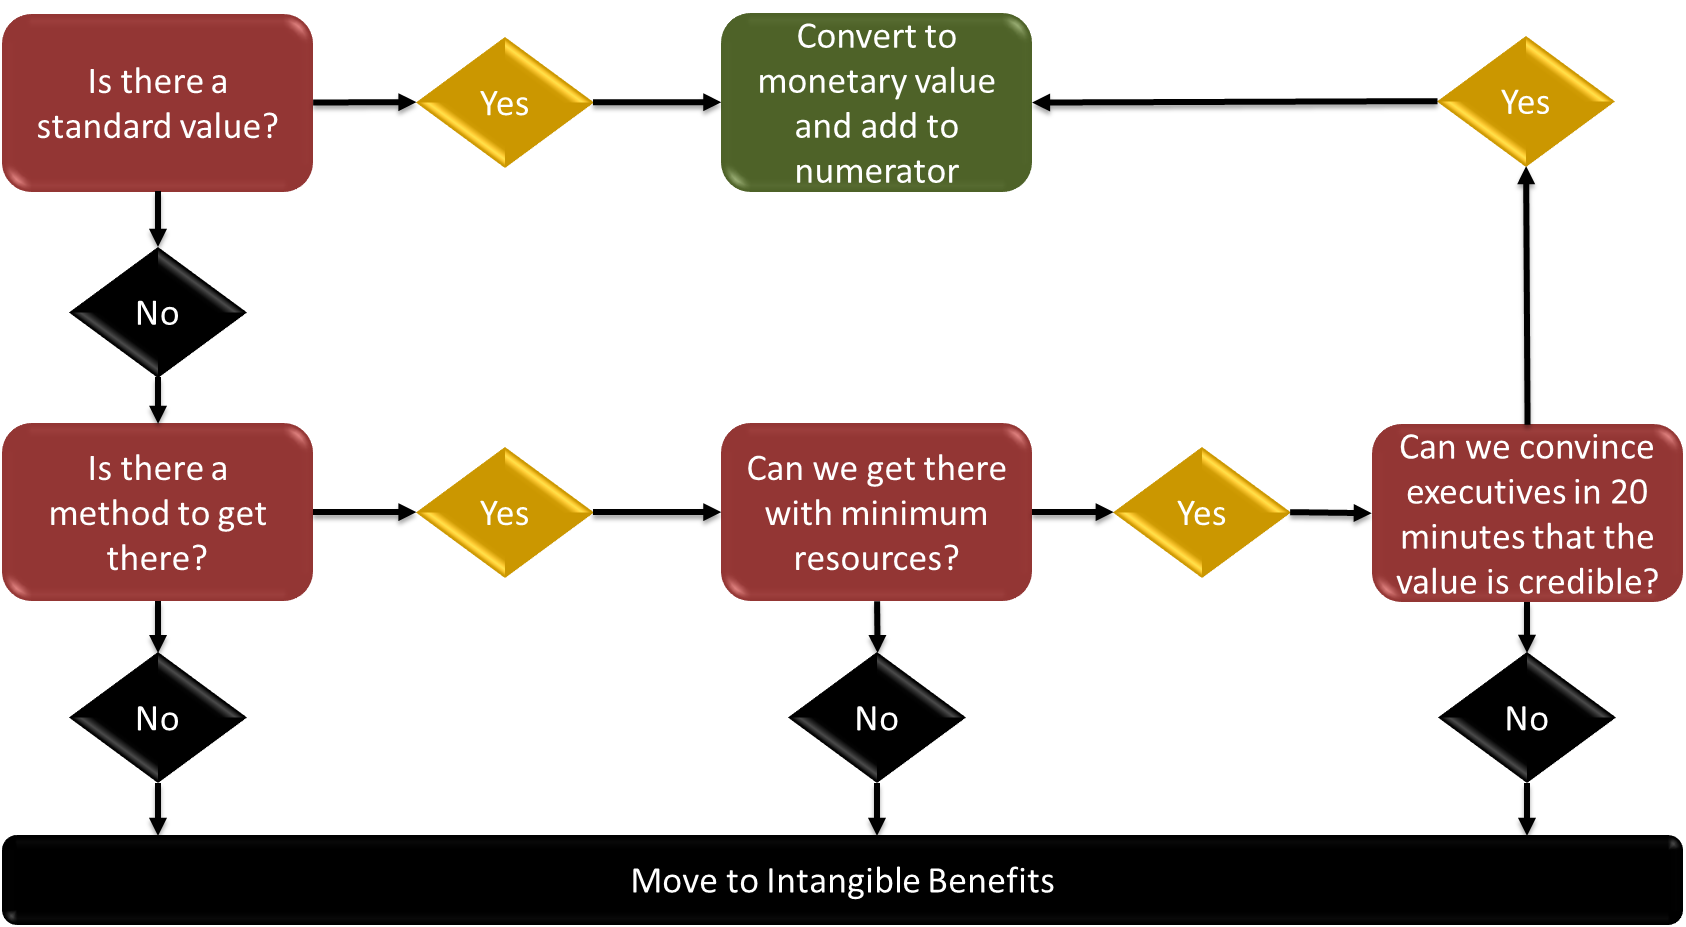 Is there a
standard value?
Yes
Convert to
monetary value
and add to
numerator
Yes
No
Is there a
method to get
there?
Yes
Can we get there
with minimum
resources?
Yes
Can we convince
executives in 20
minutes that the
value is credible?
No
No
No
Move to Intangible Benefits